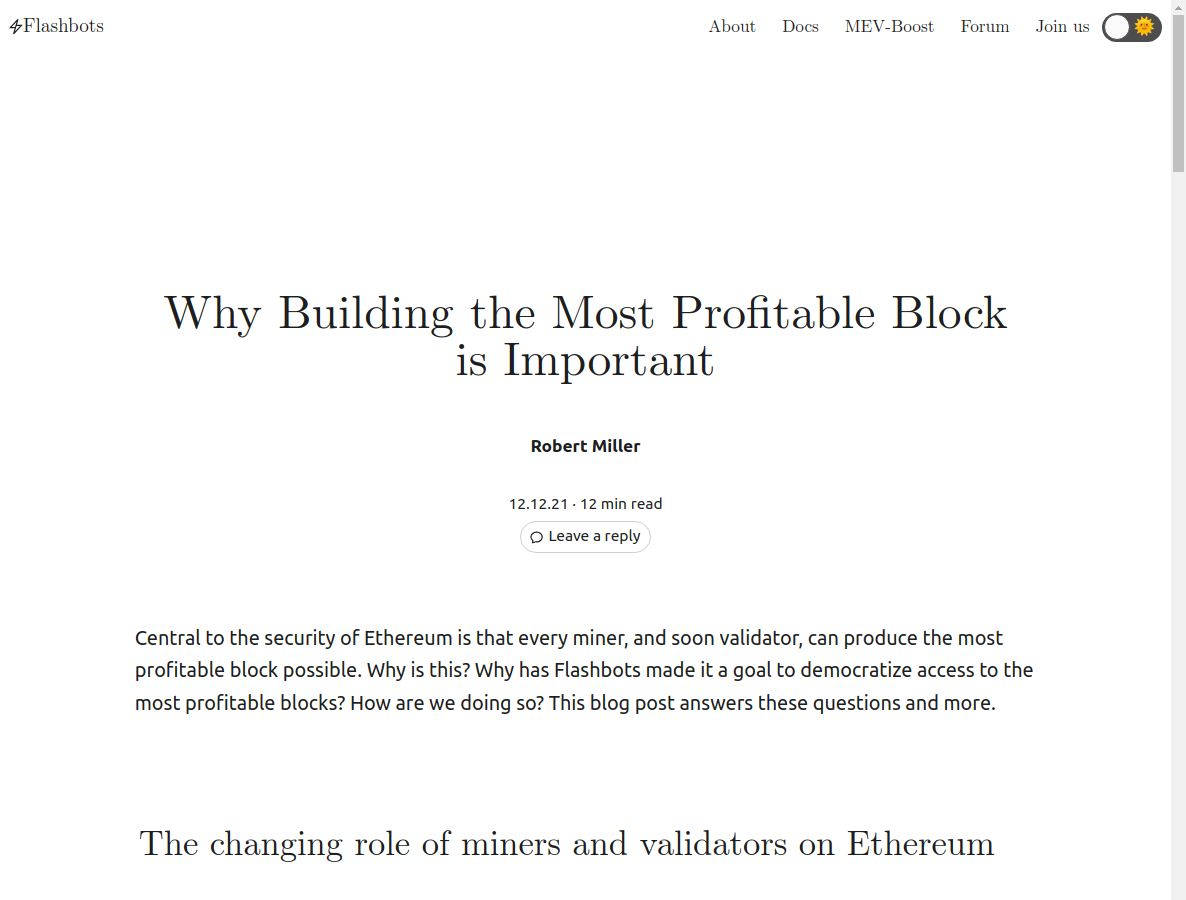 Flashbots
About Docs MEV-Boost Forum Join us
Why Building the Most Profitable Block
is Important
Robert Miller
12.12.21 · 12 min read
Leave a reply
Central to the security of Ethereum is that every miner, and soon validator, can produce the most
profitable block possible. Why is this? Why has Flashbots made it a goal to democratize access to the
most profitable blocks? How are we doing so? This blog post answers these questions and more.
The changing role of miners and validators on Ethereum